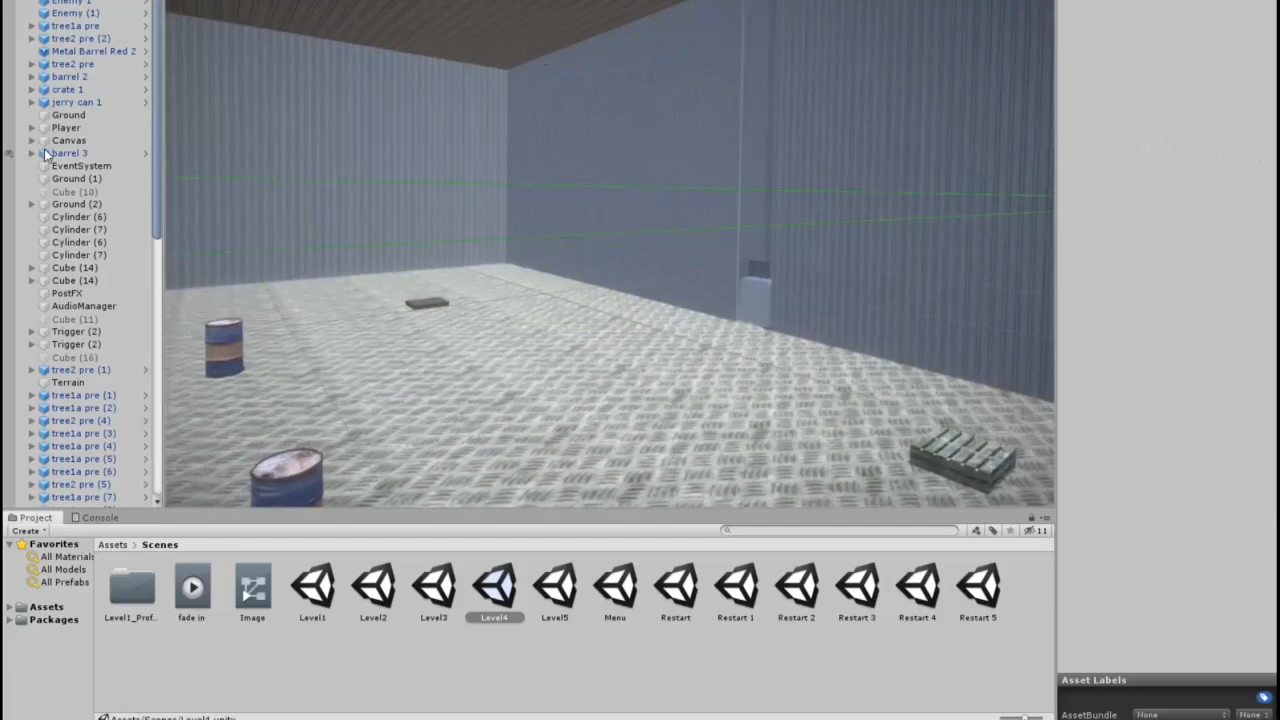 Enemy 1
Enemy (1)
tree1a pre
tree2 pre (2)
Metal Barrel Red 2
tree2 pre
barrel 2
crate 1
jerry can 1
Ground
Player
Canvas
barrel 3
EventSystem
Ground (1)
Cube (10)
Ground (2)
Cylinder (6)
Cylinder (7)
Cylinder (6)
Cylinder (7)
Cube (14)
Cube (14)
PostFX
AudioManager
Cube (11)
Trigger (2)
Trigger (2)
Cube (16)
tree2 pre (1)
Terrain
tree1a pre (1)
tree1a pre (2)
tree2 pre (4)
tree1a pre (3)
tree1a pre (4)
tree1a pre (5)
tree1a pre (6)
tree2 pre (5)
tree1a pre (7)
Project Console
Create 11
Favorites
All Materials
All Models
All Prefabs
Assets
Packages
Assets > Scenes
Level1_Prof... fade in Image Level1 Level2 Level3 Level4 Level5 Menu Restart Restart 1 Restart 2 Restart 3 Restart 4 Restart 5
Assets/Scenes/Level4.unity
Asset Labels
AssetBundle None None